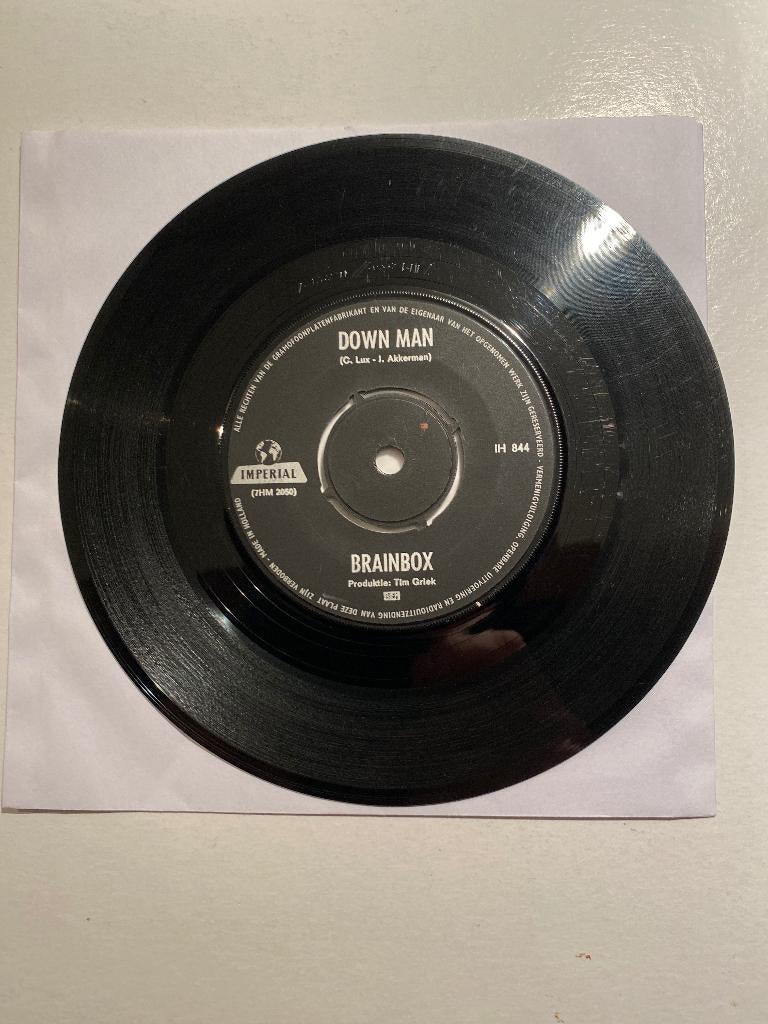 ALLE RECHTEN VAN DE GRAMOFOONPLATENFABRIKANT EN VAN DE EIGENAAR VAN HET OPGENOMEN WERK ZIJN GERESERVEERD - VERMENIGVULDIGING, OPENBARE UITVOERING EN RADIOUITZENDING VAN DEZE PLAAT ZIJN VERBODEN - MADE IN HOLLAND
DOWN MAN
(C. Lux - J. Akkerman)
IH 844
IMPERIAL
(7HM 2050)
BRAINBOX
Produktie: Tim Griek